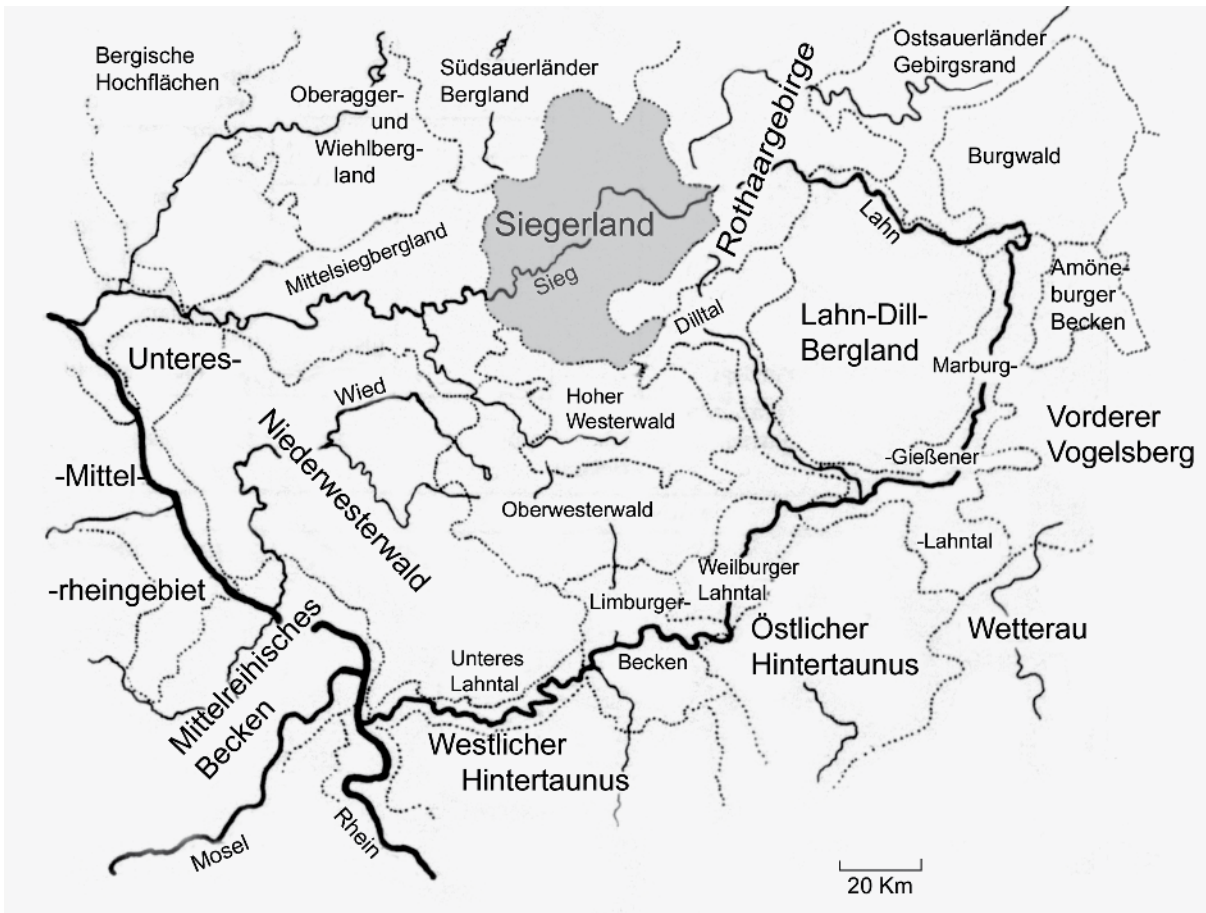 Bergische
Hochflächen
Oberagger-
und
Wiehlberg-
land
Südsauerländer
Bergland
Rothaargebirge
Ostsauerländer
Gebirgsrand
Burgwald
Siegerland
Sieg
Mittelsiegbergland
Lahn
Amöne-
burger
Becken
Dilltal
Lahn-Dill-
Bergland
Marburg-
Unteres-
Wied
Hoher
Westerwald
Vorderer
Vogelsberg
-Gießener
Niederwesterwald
-Mittel-
Oberwesterwald
-Lahntal
-rheingebiet
Weilburger
Lahntal
Limburger-
Becken
Östlicher
Hintertaunus
Wetterau
Mittelreihisches
Becken
Unteres
Lahntal
Westlicher
Hintertaunus
Mosel
Rhein
20 Km